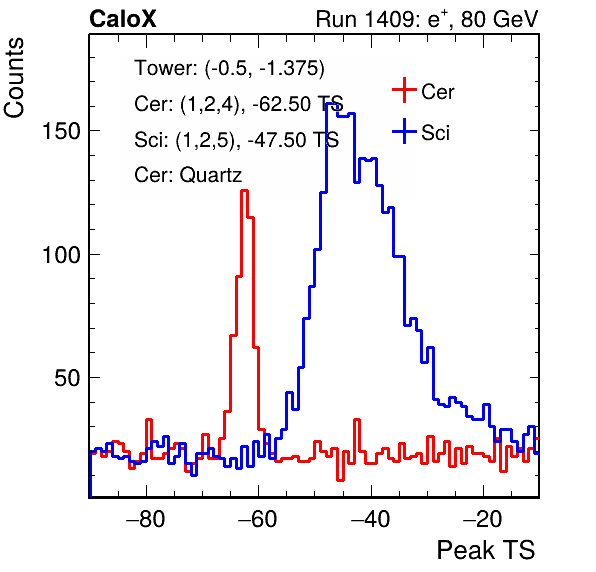 CaloX Run 1409: e⁺, 80 GeV
Counts
Tower: (-0.5, -1.375)
Cer: (1,2,4), -62.50 TS
Sci: (1,2,5), -47.50 TS
Cer: Quartz
Cer
Sci
150
100
50
−80 −60 −40 −20
Peak TS